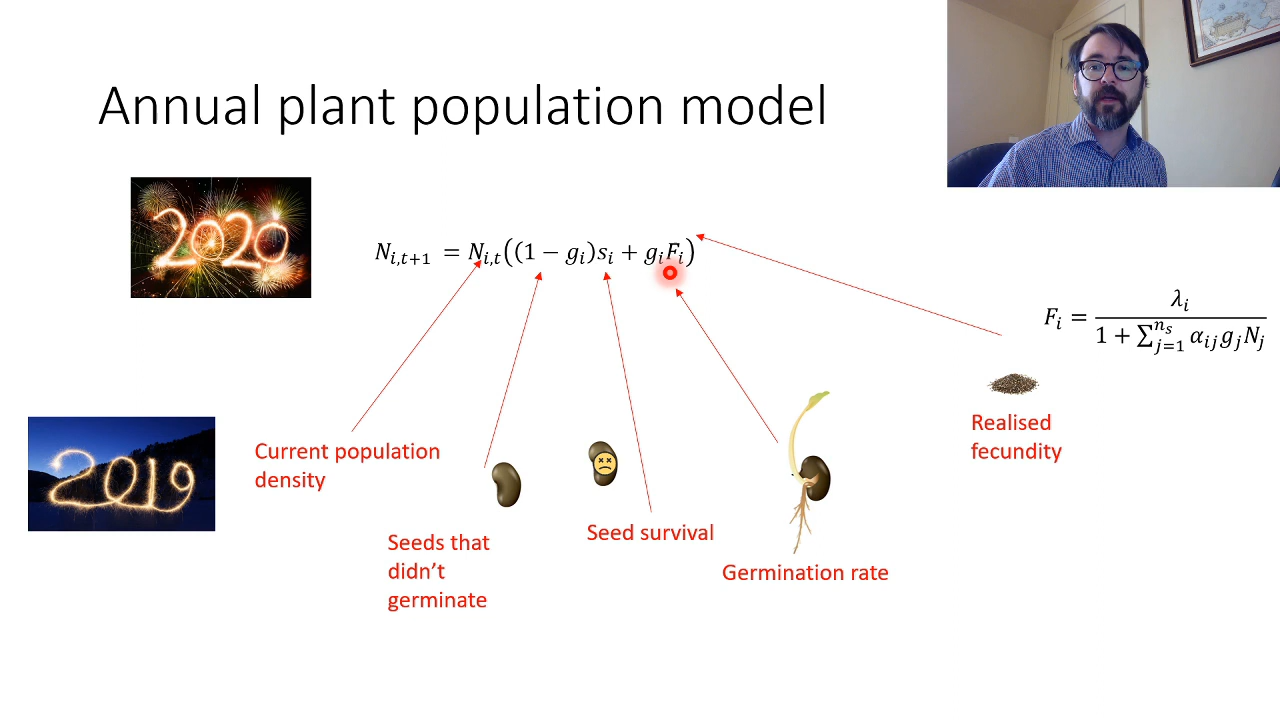 Annual plant population model
2020
N_{i,t+1} = N_{i,t}((1 − g_i)s_i + g_iF_i)
F_i = λ_i / (1 + ∑_{j=1}^{n_s} α_{ij}g_jN_j)
2019
Current population
density
Seeds that
didn't
germinate
Seed survival
Germination rate
Realised
fecundity